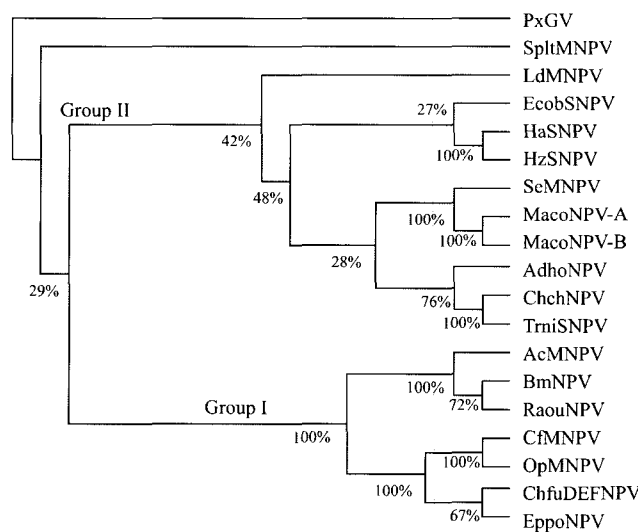 PxGV
SpltMNPV
LdMNPV
Group II
EcobSNPV
27%
HaSNPV
42%
100%
HzSNPV
SeMNPV
48%
100%
MacoNPV-A
100%
MacoNPV-B
28%
AdhoNPV
29%
76%
ChchNPV
100%
TrniSNPV
AcMNPV
100%
BmNPV
Group I
72%
RaouNPV
100%
CfMNPV
100%
OpMNPV
100%
ChfuDEFNPV
67%
EppoNPV